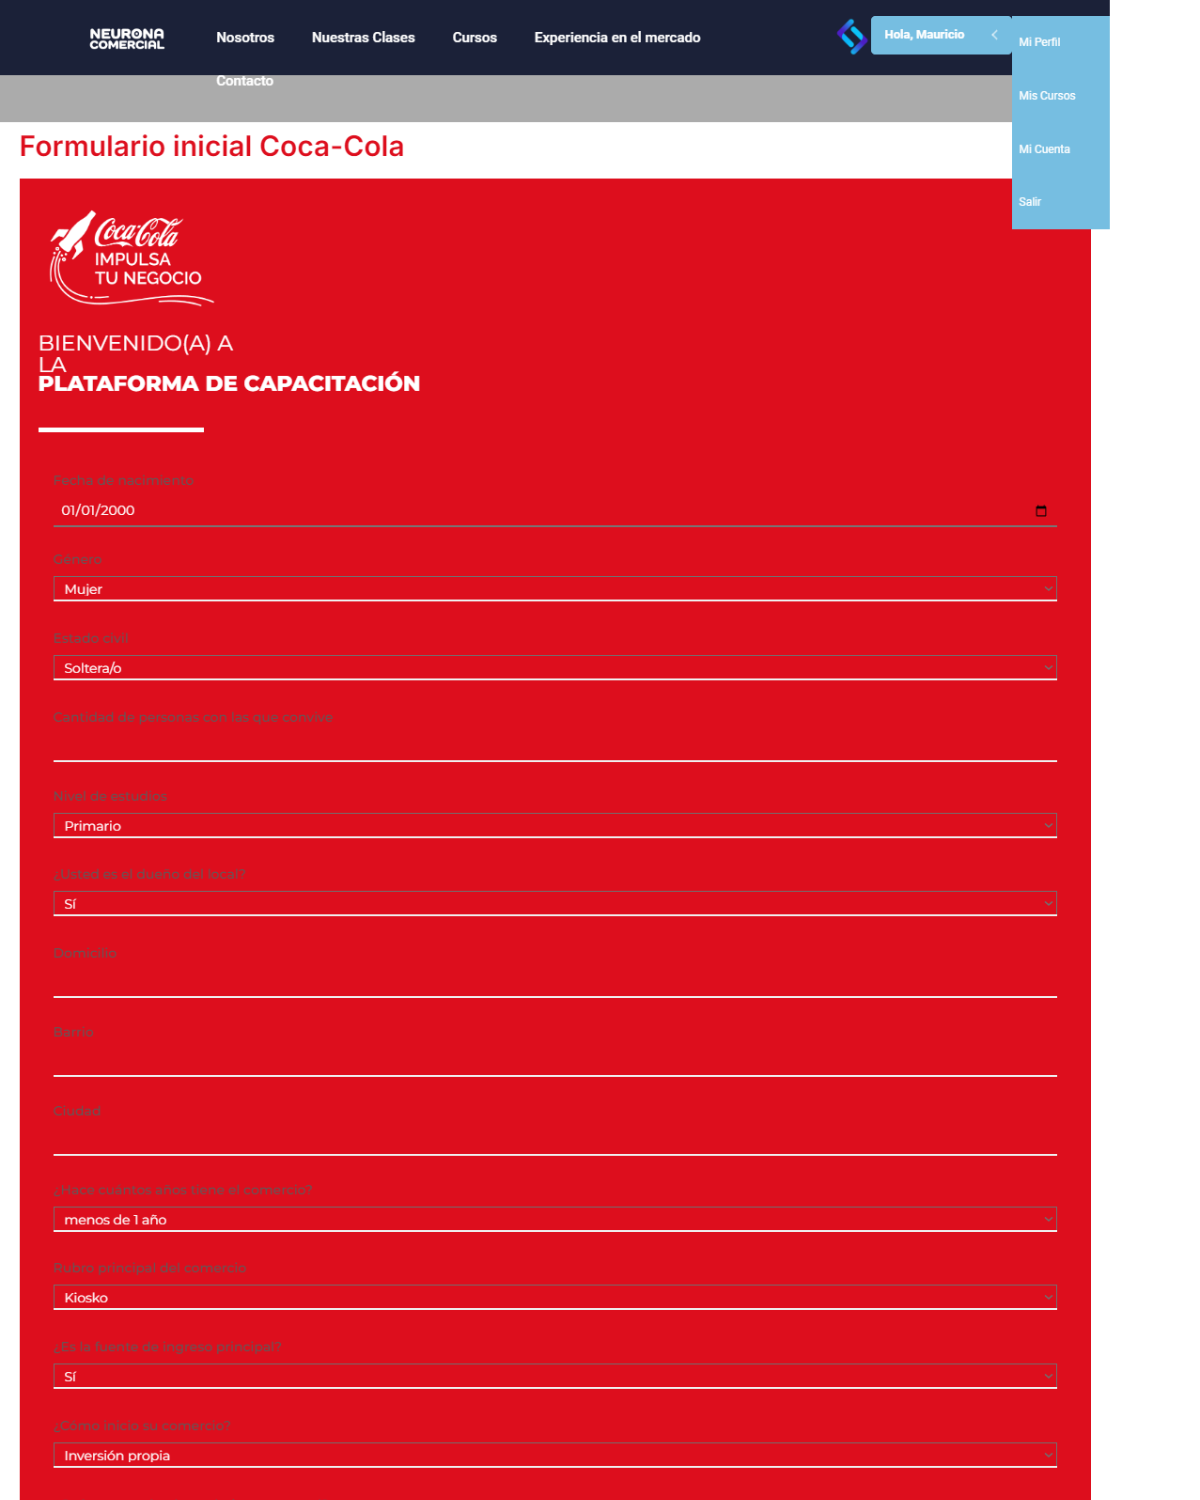 NEURONA
COMERCIAL
Nosotros
Nuestras Clases
Cursos
Experiencia en el mercado
Contacto
Hola, Mauricio
Mi Perfil
Mis Cursos
Mi Cuenta
Salir
Formulario inicial Coca-Cola
Coca-Cola
IMPULSA
TU NEGOCIO
BIENVENIDO(A) A
LA
PLATAFORMA DE CAPACITACIÓN
Fecha de nacimiento
01/01/2000
Género
Mujer
Estado civil
Soltera/o
Cantidad de personas con las que convive
Nivel de estudios
Primario
¿Usted es el dueño del local?
Sí
Domicilio
Barrio
Ciudad
¿Hace cuántos años tiene el comercio?
menos de 1 año
Rubro principal del comercio
Kiosko
¿Es la fuente de ingreso principal?
Sí
¿Cómo inicio su comercio?
Inversión propia